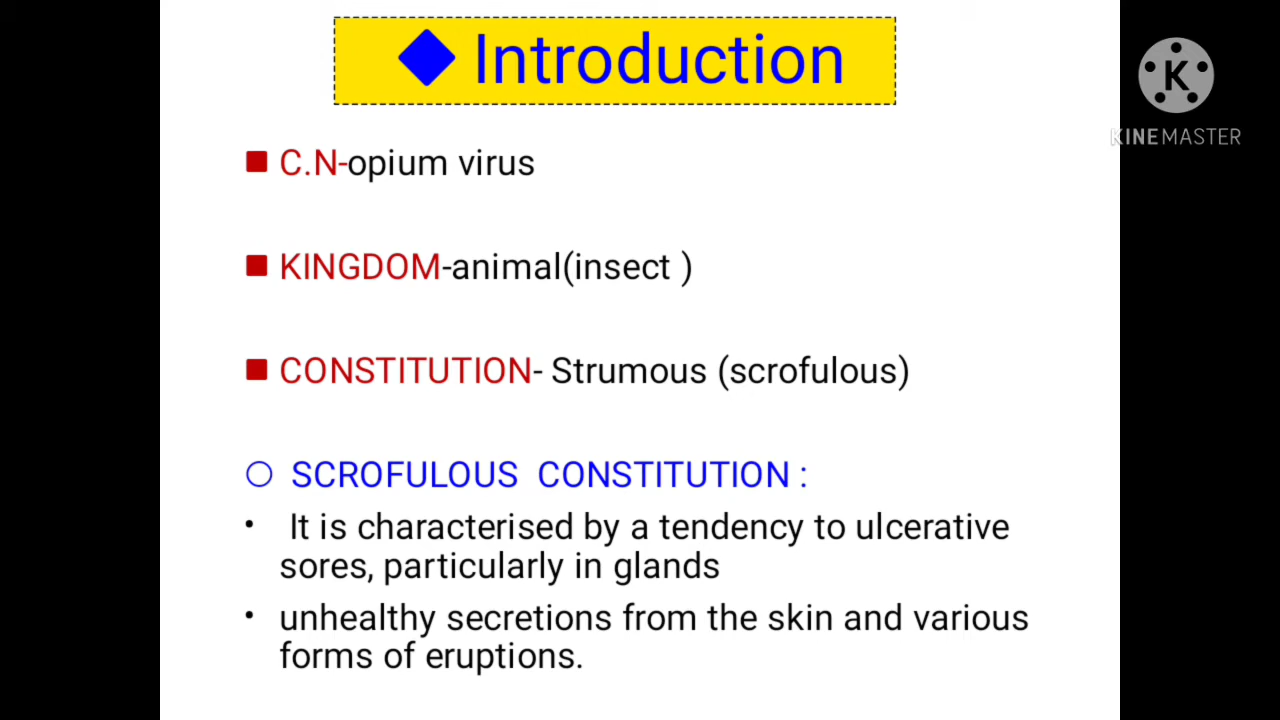 ◆ Introduction
K
KINEMASTER
■ C.N-opium virus
■ KINGDOM-animal(insect )
■ CONSTITUTION- Strumous (scrofulous)
○ SCROFULOUS CONSTITUTION :
• It is characterised by a tendency to ulcerative
sores, particularly in glands
• unhealthy secretions from the skin and various
forms of eruptions.